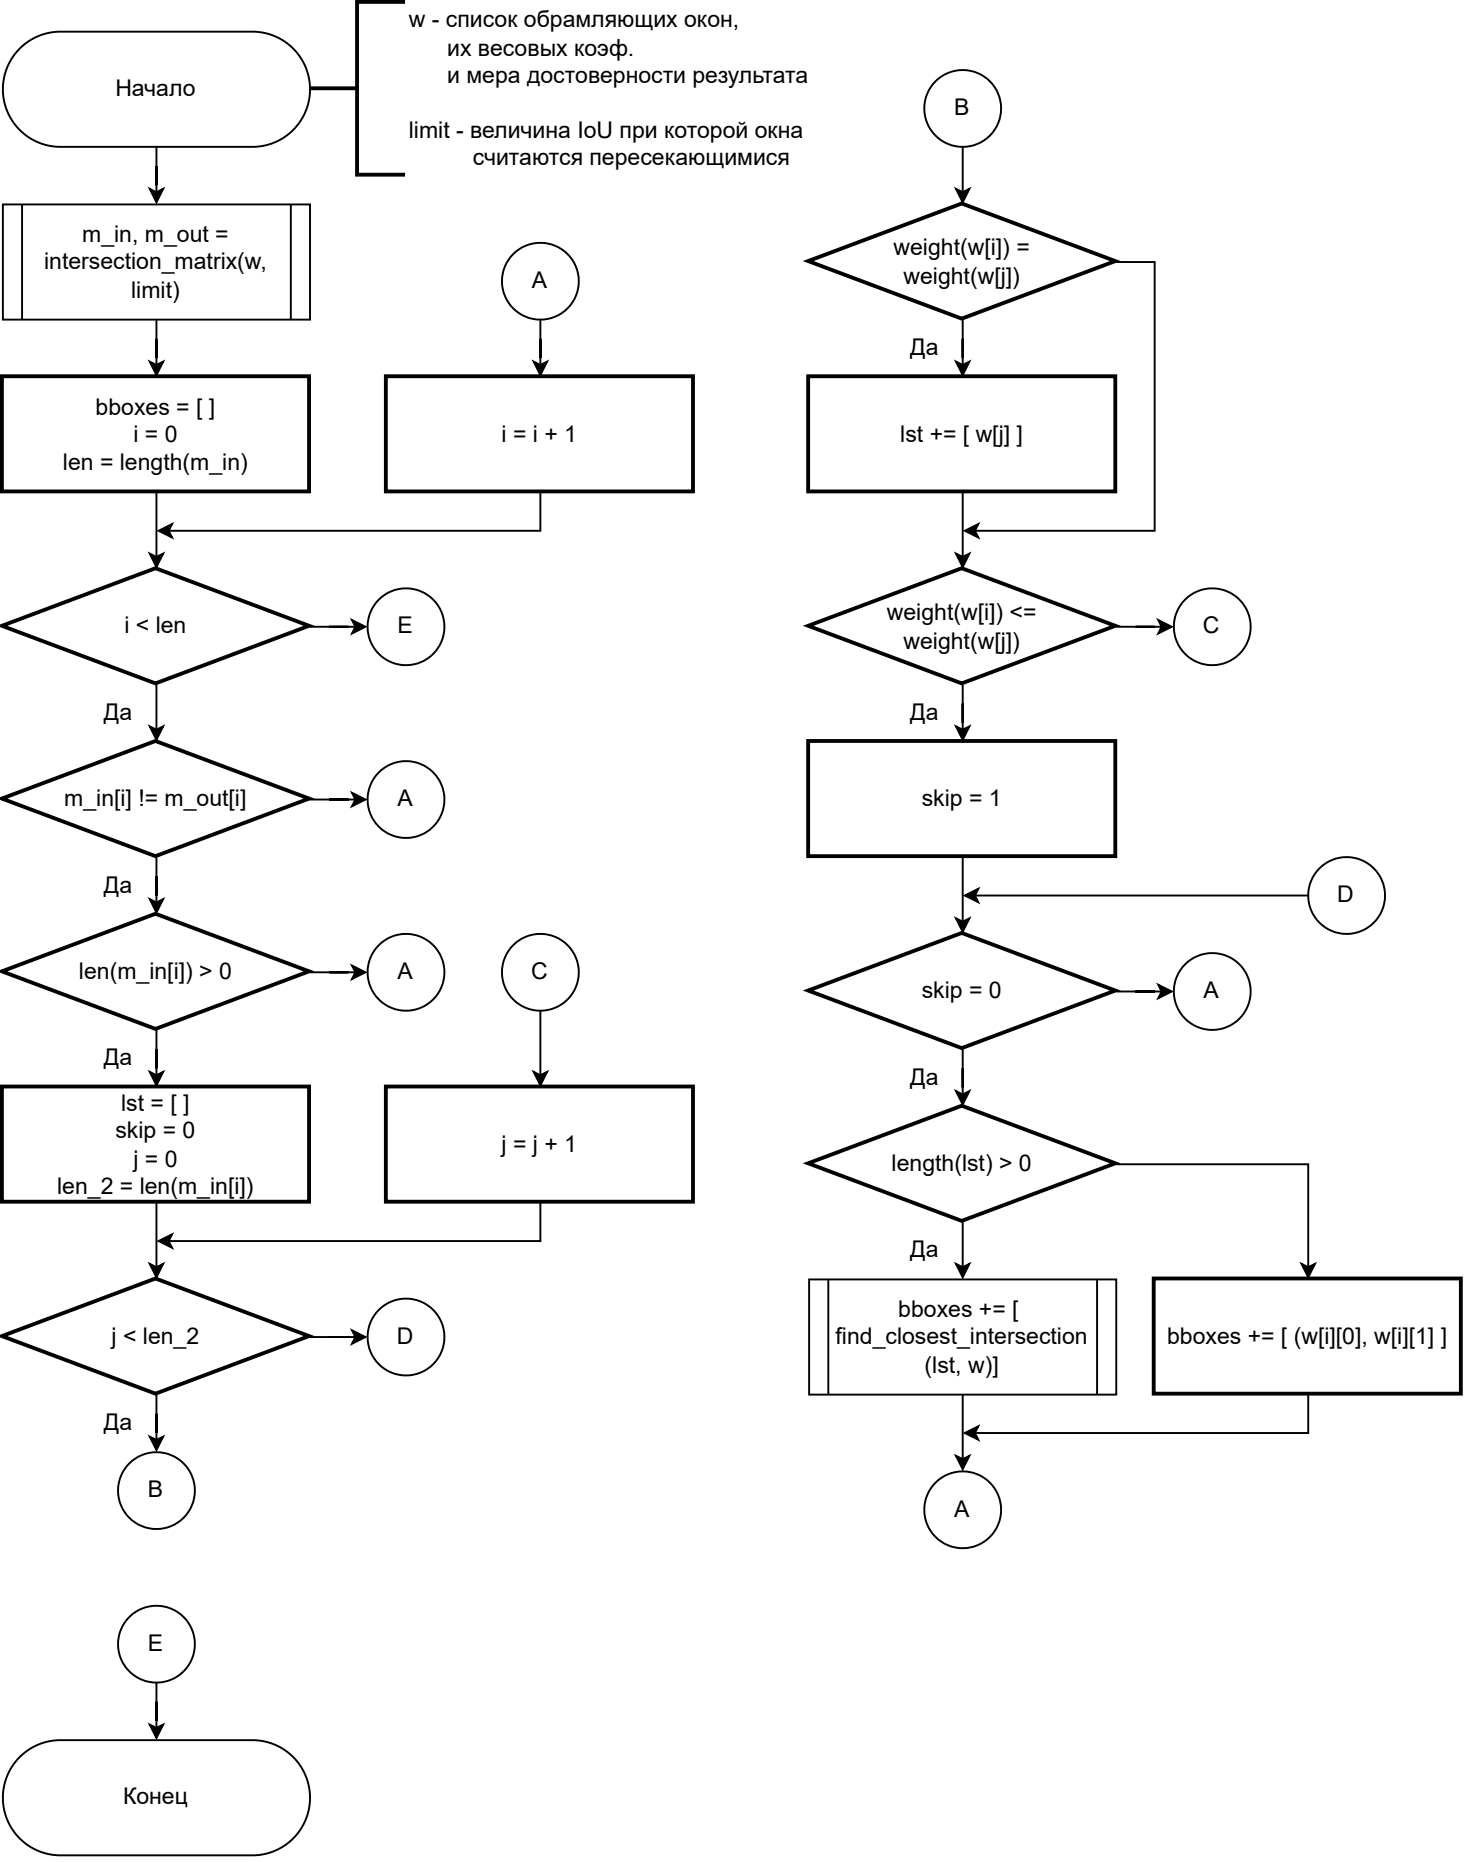 Начало
w - список обрамляющих окон,
их весовых коэф.
и мера достоверности результата
limit - величина IoU при которой окна
считаются пересекающимися
m_in, m_out =
intersection_matrix(w,
limit)
bboxes = [ ]
i = 0
len = length(m_in)
A
i = i + 1
i < len
E
Да
m_in[i] != m_out[i]
A
Да
len(m_in[i]) > 0
A
Да
lst = [ ]
skip = 0
j = 0
len_2 = len(m_in[i])
C
j = j + 1
j < len_2
D
Да
B
E
Конец
B
weight(w[i]) =
weight(w[j])
Да
lst += [ w[j] ]
weight(w[i]) <=
weight(w[j])
C
Да
skip = 1
D
skip = 0
A
Да
length(lst) > 0
Да
bboxes += [
find_closest_intersection
(lst, w)]
bboxes += [ (w[i][0], w[i][1] ]
A